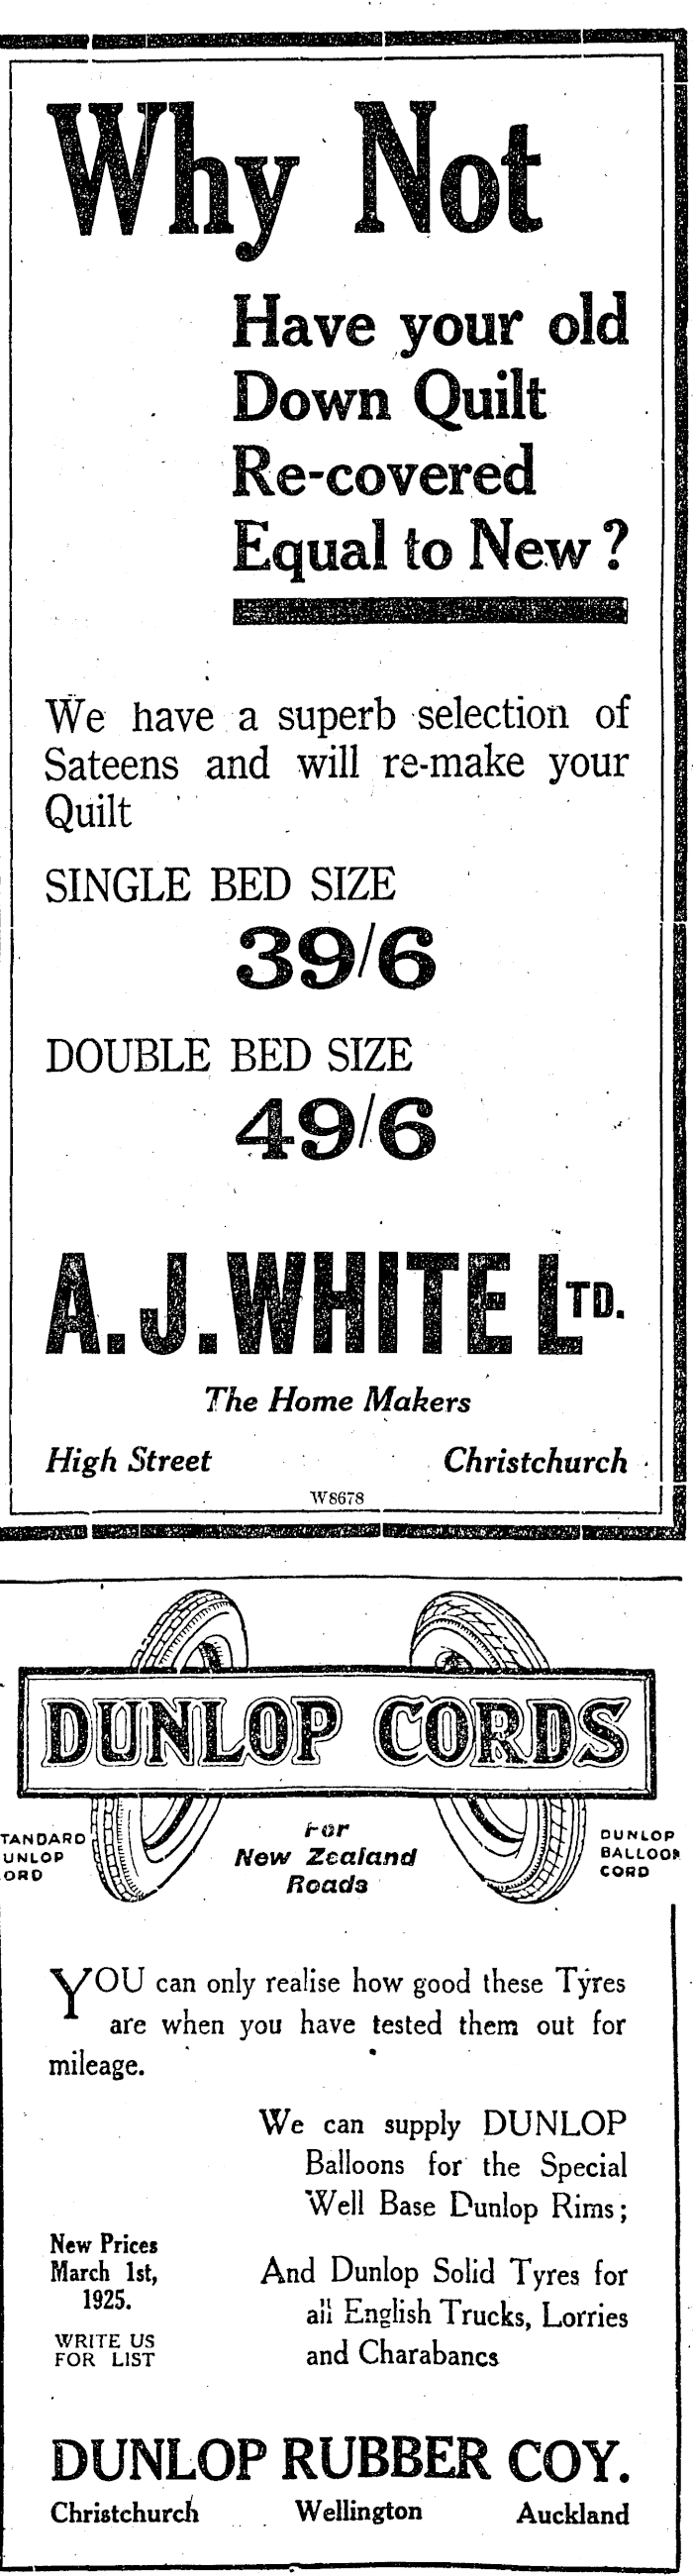 Why Not
Have your old
Down Quilt
Re-covered
Equal to New?
We have a superb selection of
Sateens and will re-make your
Quilt
SINGLE BED SIZE
39/6
DOUBLE BED SIZE
49/6
A.J. WHITE LTD.
The Home Makers
High Street Christchurch
W8678
DUNLOP CORDS
TANDARD
UNLOP
ORD
For
New Zealand
Roads
DUNLOP
BALLOON
CORD
YOU can only realise how good these Tyres
are when you have tested them out for
mileage.
We can supply DUNLOP
Balloons for the Special
Well Base Dunlop Rims;
New Prices
March 1st,
1925.
WRITE US
FOR LIST
And Dunlop Solid Tyres for
all English Trucks, Lorries
and Charabancs
DUNLOP RUBBER COY.
Christchurch Wellington Auckland